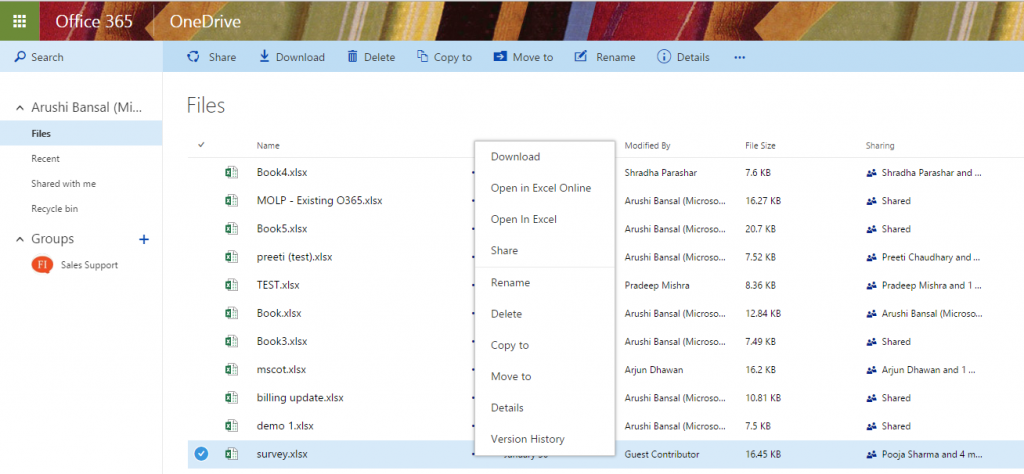 Office 365 OneDrive
Search Share Download Delete Copy to Move to Rename Details ...
Arushi Bansal (Mi...
Files
Recent
Shared with me
Recycle bin
Groups +
FI Sales Support
Files
Name Modified By File Size Sharing
Book4.xlsx Shradha Parashar 7.6 KB Shradha Parashar and ...
MOLP - Existing O365.xlsx Arushi Bansal (Microso... 16.27 KB Shared
Book5.xlsx Arushi Bansal (Microso... 20.7 KB Shared
preeti (test).xlsx Arushi Bansal (Microso... 7.52 KB Preeti Chaudhary and ...
TEST.xlsx Pradeep Mishra 8.36 KB Pradeep Mishra and 1 ...
Book.xlsx Arushi Bansal (Microso... 12.84 KB Arushi Bansal (Microso...
Book3.xlsx Arushi Bansal (Microso... 7.49 KB Shared
mscot.xlsx Arjun Dhawan 16.2 KB Arjun Dhawan and 1 ...
billing update.xlsx Arushi Bansal (Microso... 10.81 KB Shared
demo 1.xlsx Arushi Bansal (Microso... 7.5 KB Shared
survey.xlsx Guest Contributor 16.45 KB Pooja Sharma and 4 m...
Download
Open in Excel Online
Open In Excel
Share
Rename
Delete
Copy to
Move to
Details
Version History